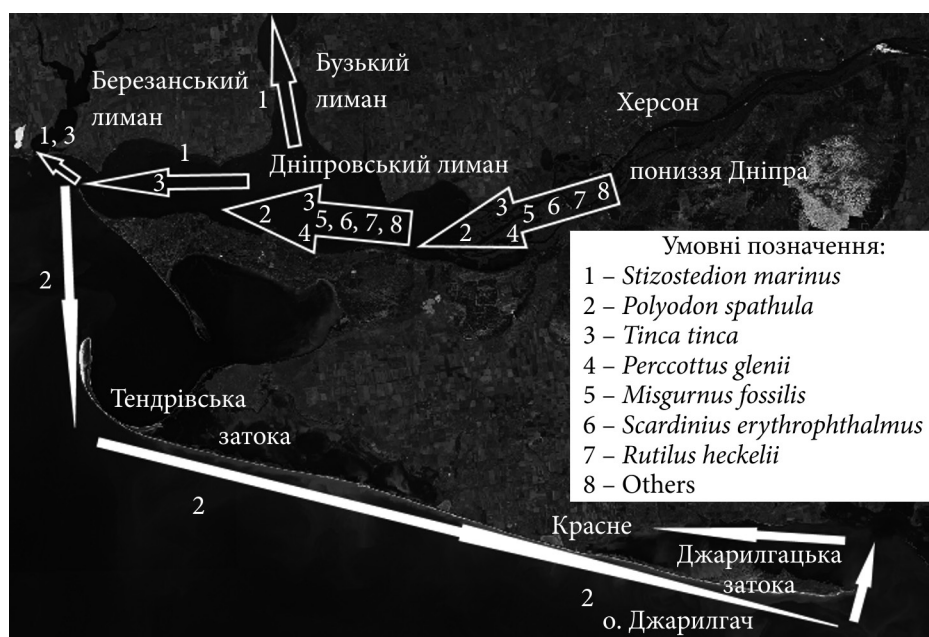 Березанський
лиман
Бузький
лиман
1
Херсон
1, 3
1
3
Дніпровський лиман
пониззя Дніпра
2
3
4
5, 6, 7, 8
2
3
4
5
6
7
8
2
Умовні позначення:
1 – Stizostedion marinus
2 – Polyodon spathula
3 – Tinca tinca
4 – Perccottus glenii
5 – Misgurnus fossilis
6 – Scardinius erythrophthalmus
7 – Rutilus heckelii
8 – Others
Тендрівська
затока
2
Красне
Джарилгацька
затока
2
о. Джарилгач